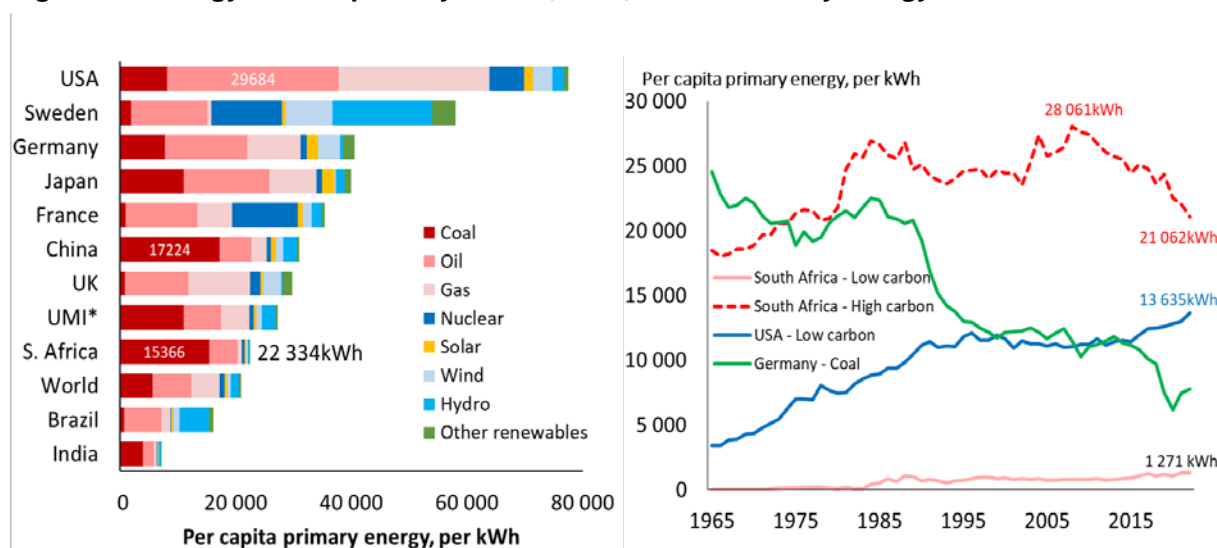 USA
Sweden
Germany
Japan
France
China
UK
UMI*
S. Africa
World
Brazil
India
29684
17224
15366
22 334kWh
Coal
Oil
Gas
Nuclear
Solar
Wind
Hydro
Other renewables
0 20 000 40 000 60 000 80 000
Per capita primary energy, per kWh
Per capita primary energy, per kWh
30 000
25 000
20 000
15 000
10 000
5 000
0
28 061kWh
21 062kWh
South Africa - Low carbon
South Africa - High carbon
USA - Low carbon
Germany - Coal
13 635kWh
1 271 kWh
1965 1975 1985 1995 2005 2015